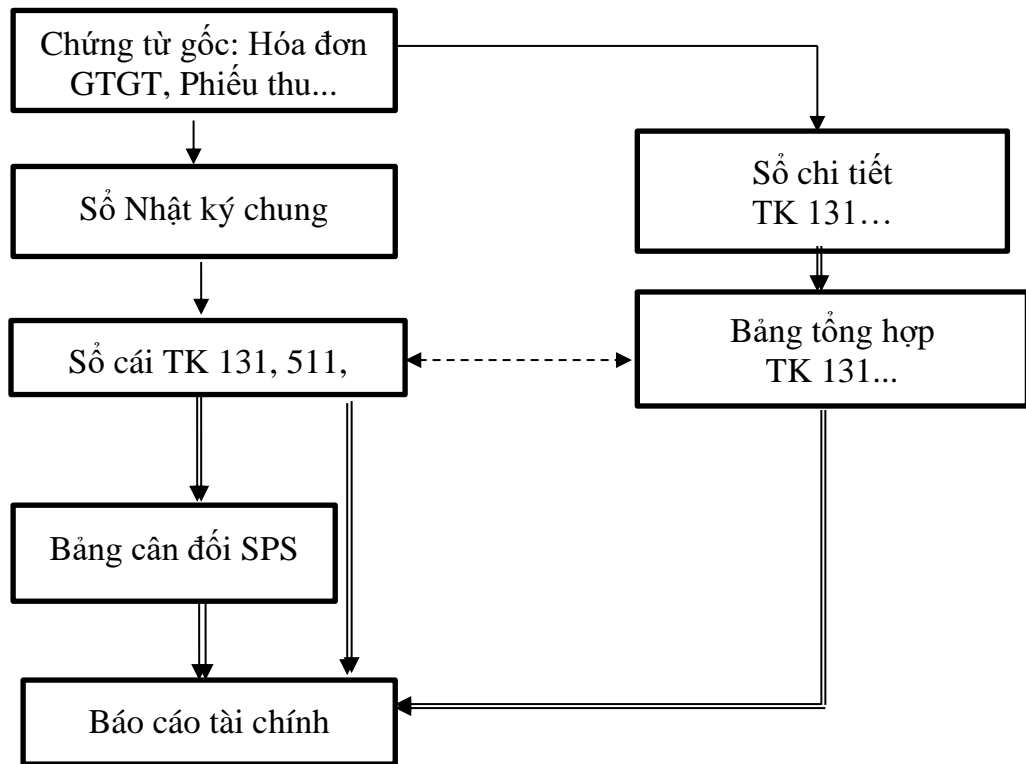 Chứng từ gốc: Hóa đơn
GTGT, Phiếu thu...
Sổ Nhật ký chung
Sổ chi tiết
TK 131…
Sổ cái TK 131, 511,
Bảng tổng hợp
TK 131...
Bảng cân đối SPS
Báo cáo tài chính